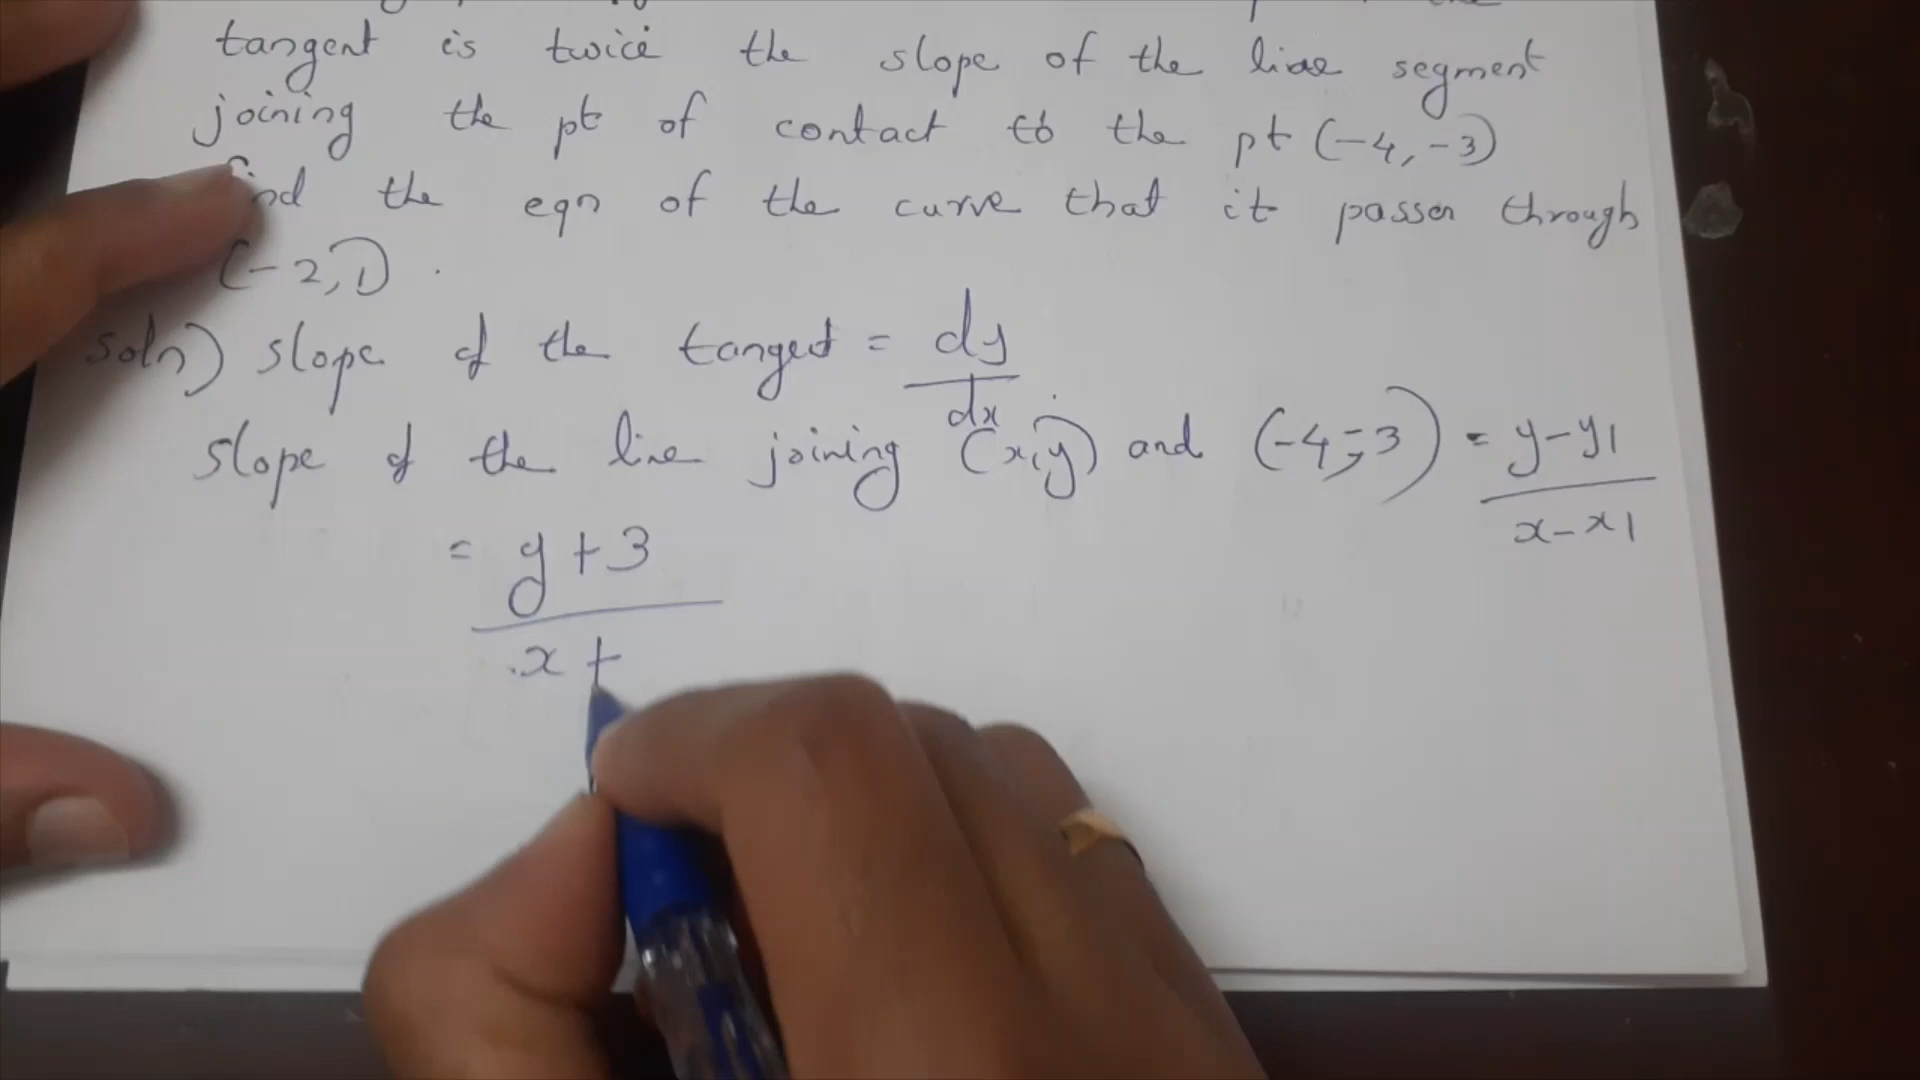 tangent is twice the slope of the line segment
joining the pt of contact to the pt (-4, -3)
the eqn of the curve that it passes through
(-2, 1).
soln) slope of the tangent = dy/dx
slope of the line joining (x,y) and (-4,-3) = y-y1/x-x1
= y+3
x+